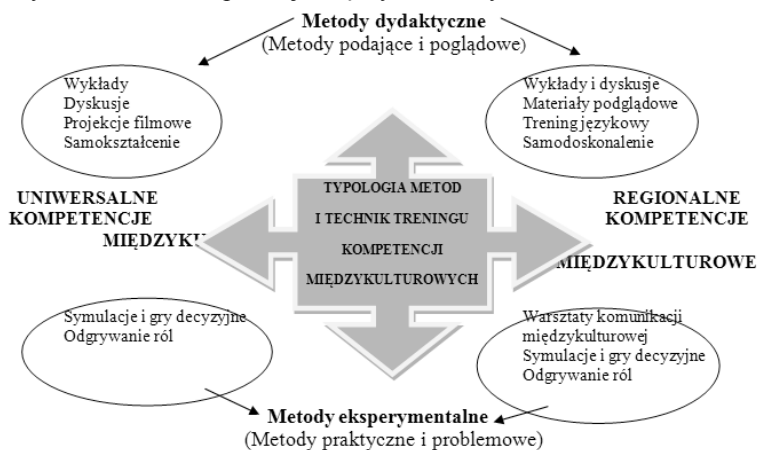 Metody dydaktyczne
(Metody podające i poglądowe)
Wykłady
Dyskusje
Projekcje filmowe
Samokształcenie
Wykłady i dyskusje
Materiały podglądowe
Trening językowy
Samodoskonalenie
UNIWERSALNE
KOMPETENCJE
MIĘDZYKU
TYPOLOGIA METOD
I TECHNIK TRENINGU
KOMPETENCJI
MIĘDZYKULTUROWYCH
REGIONALNE
KOMPETENCJE
MIĘDZYKULTUROWE
Symulacje i gry decyzyjne
Odgrywanie ról
Warsztaty komunikacji
międzykulturowej
Symulacje i gry decyzyjne
Odgrywanie ról
Metody eksperymentalne
(Metody praktyczne i problemowe)